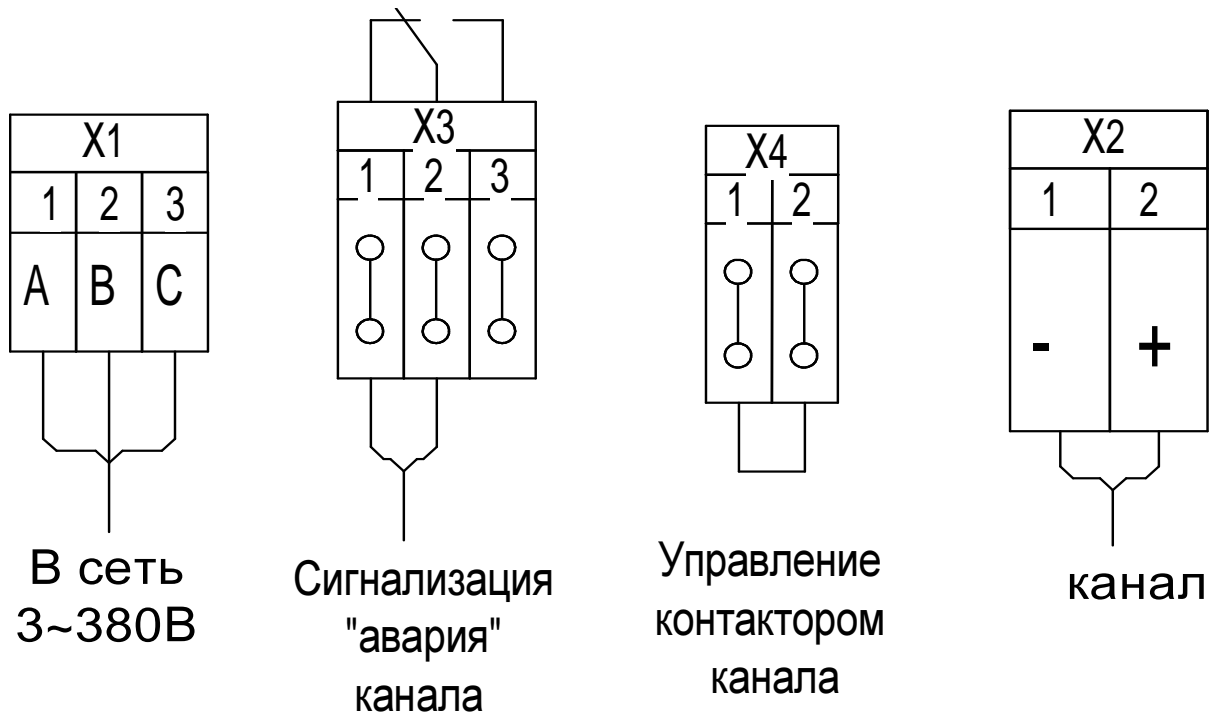 X1
1 2 3
A B C
В сеть
3~380В
X3
1 2 3
Сигнализация
"авария"
канала
X4
1 2
Управление
контактором
канала
X2
1 2
- +
канал